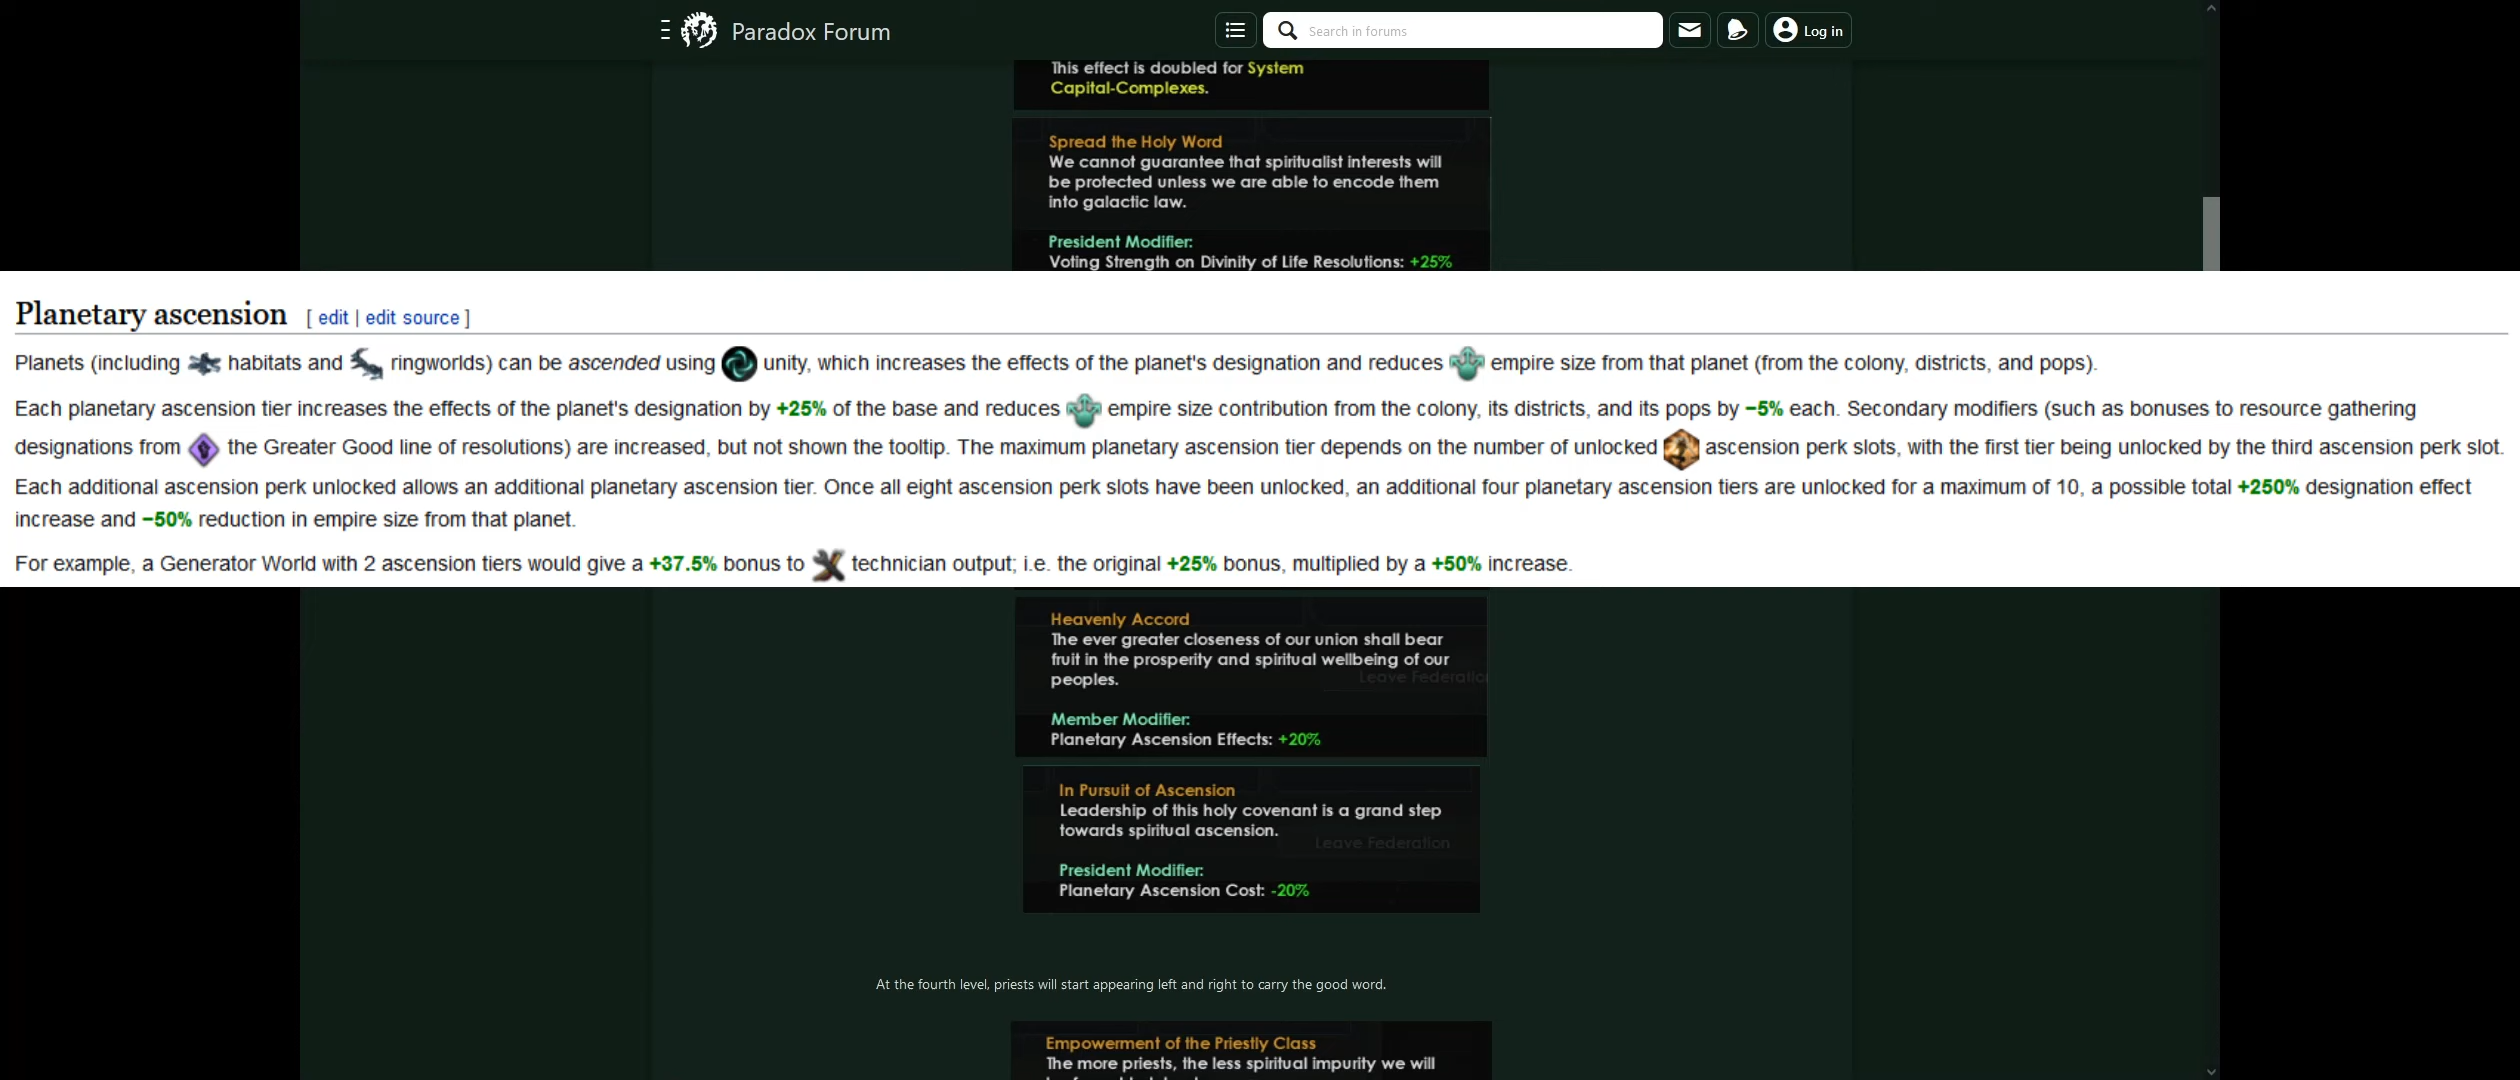 Paradox Forum
Search in forums
Log in
This effect is doubled for System
Capital-Complexes.
Spread the Holy Word
We cannot guarantee that spiritualist interests will
be protected unless we are able to encode them
into galactic law.
President Modifier:
Voting Strength on Divinity of Life Resolutions: +25%
Planetary ascension [ edit | edit source ]
Planets (including habitats and ringworlds) can be ascended using unity, which increases the effects of the planet's designation and reduces empire size from that planet (from the colony, districts, and pops).
Each planetary ascension tier increases the effects of the planet's designation by +25% of the base and reduces empire size contribution from the colony, its districts, and its pops by −5% each. Secondary modifiers (such as bonuses to resource gathering
designations from the Greater Good line of resolutions) are increased, but not shown the tooltip. The maximum planetary ascension tier depends on the number of unlocked ascension perk slots, with the first tier being unlocked by the third ascension perk slot.
Each additional ascension perk unlocked allows an additional planetary ascension tier. Once all eight ascension perk slots have been unlocked, an additional four planetary ascension tiers are unlocked for a maximum of 10, a possible total +250% designation effect
increase and −50% reduction in empire size from that planet.
For example, a Generator World with 2 ascension tiers would give a +37.5% bonus to technician output; i.e. the original +25% bonus, multiplied by a +50% increase.
Heavenly Accord
The ever greater closeness of our union shall bear
fruit in the prosperity and spiritual wellbeing of our
peoples.
Leave Federation
Member Modifier:
Planetary Ascension Effects: +20%
In Pursuit of Ascension
Leadership of this holy covenant is a grand step
towards spiritual ascension.
Leave Federation
President Modifier:
Planetary Ascension Cost: -20%
At the fourth level, priests will start appearing left and right to carry the good word.
Empowerment of the Priestly Class
The more priests, the less spiritual impurity we will